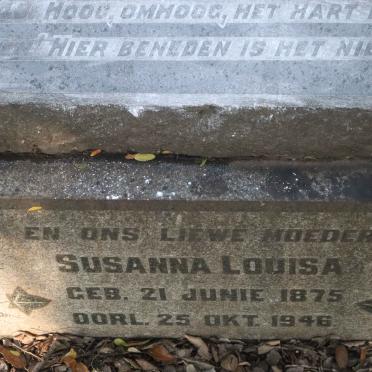 HOOG, OMHOOG, HET HART
HIER BENEDEN IS HET NIE
EN ONS LIEWE MOEDER
SUSANNA LOUISA
GEB. 21 JUNIE 1875
OORL. 25 OKT. 1946.